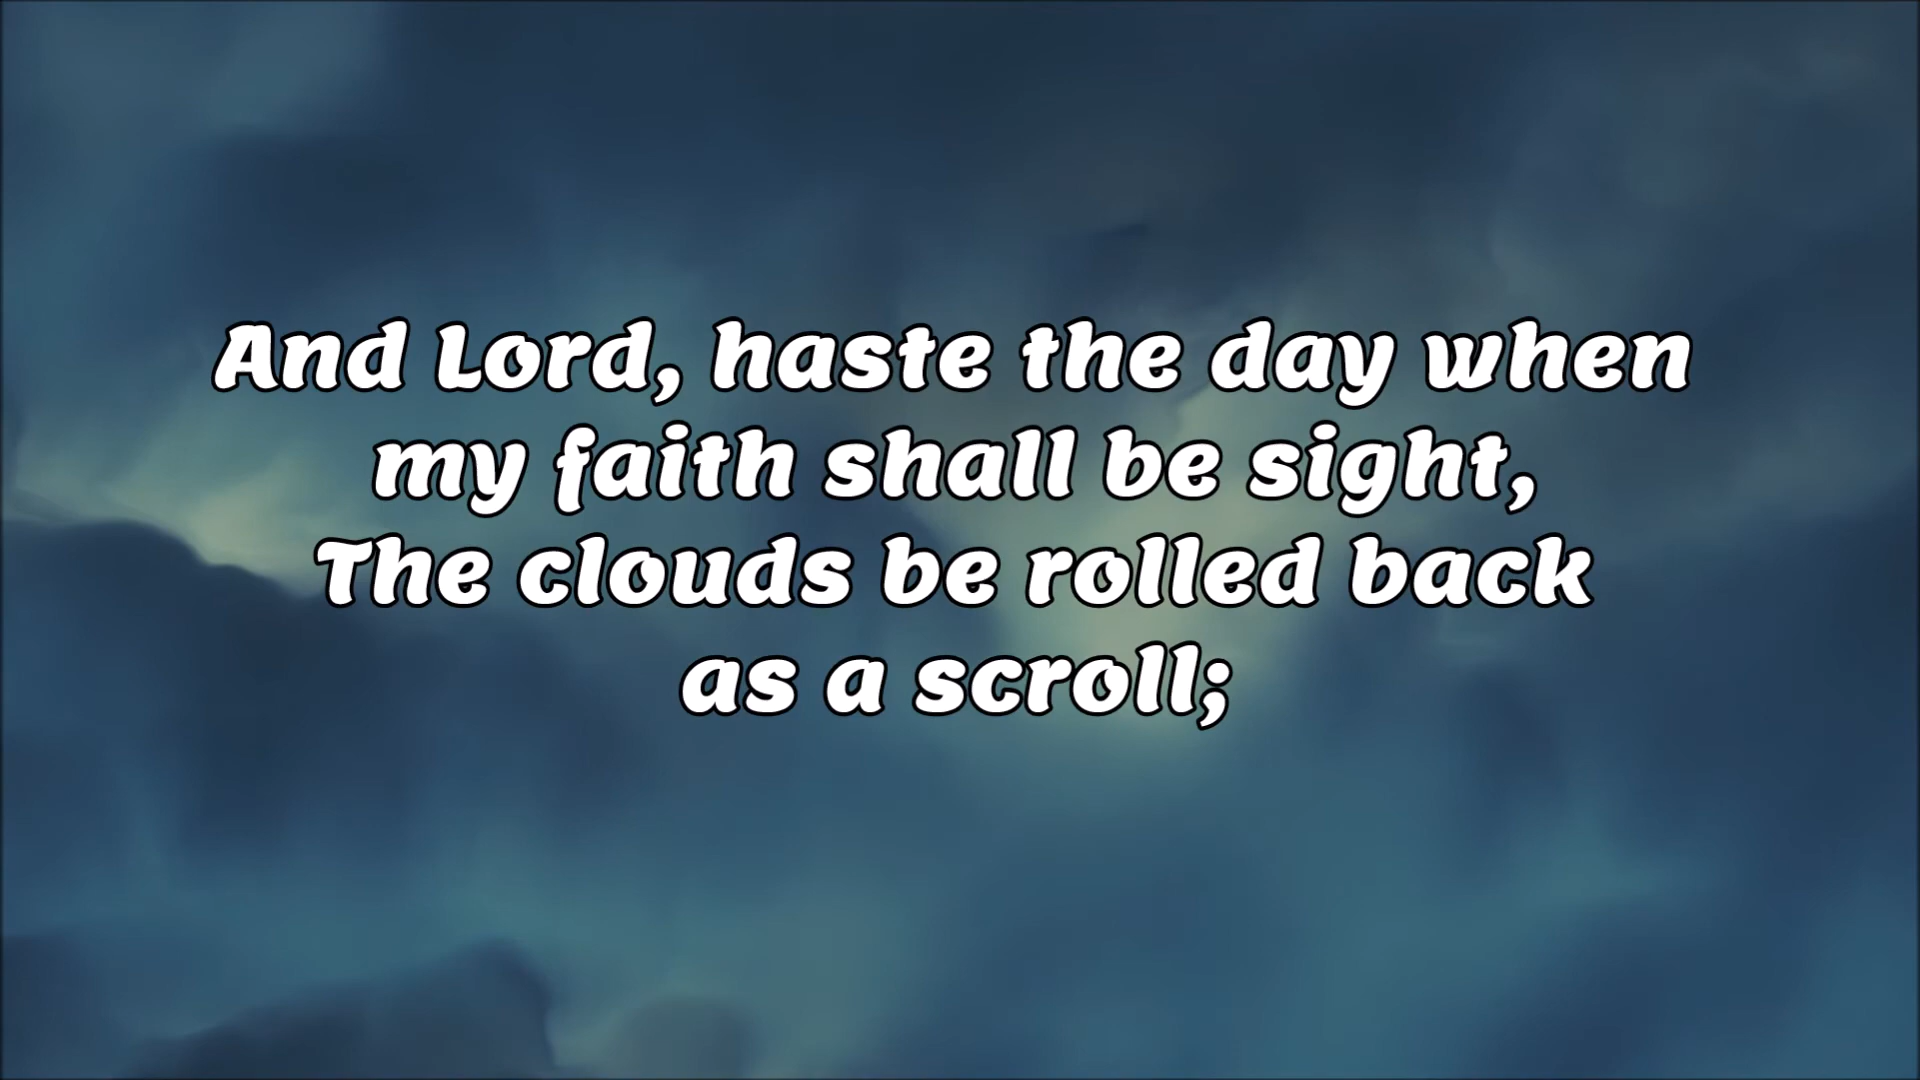 And Lord, haste the day when
my faith shall be sight,
The clouds be rolled back
as a scroll;